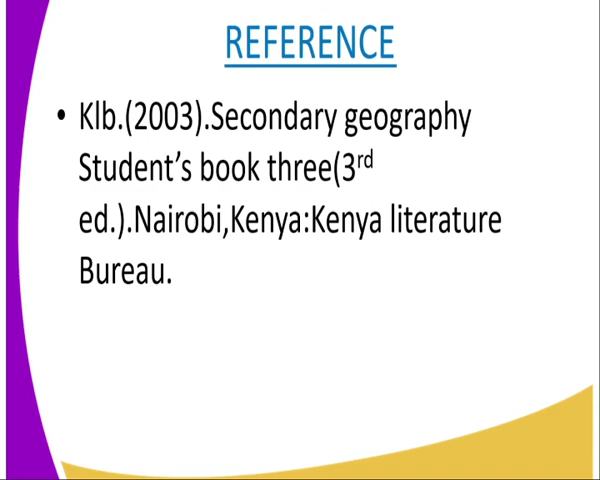 REFERENCE
• Klb.(2003).Secondary geography
Student’s book three(3rd
ed.).Nairobi,Kenya:Kenya literature
Bureau.